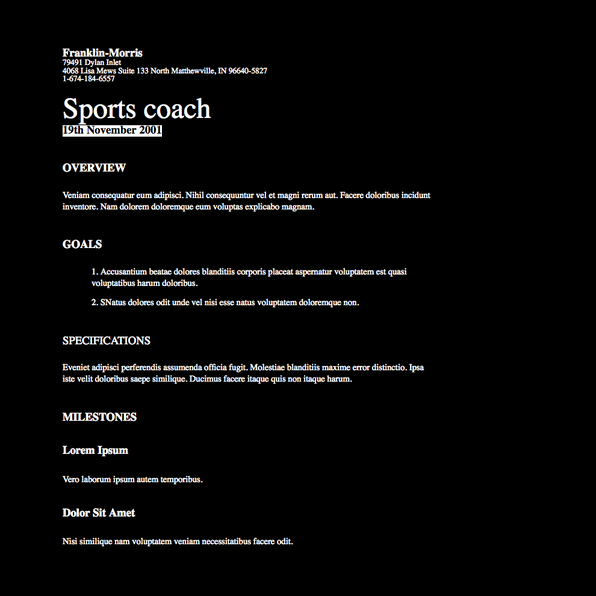 Franklin-Morris
79491 Dylan Inlet
4068 Lisa Mews Suite 133 North Matthewville, IN 96640-5827
1-674-184-6557
Sports coach
19th November 2001
OVERVIEW
Veniam consequatur eum adipisci. Nihil consequuntur vel et magni rerum aut. Facere doloribus incidunt
inventore. Nam dolorem doloremque eum voluptas explicabo magnam.
GOALS
1. Accusantium beatae dolores blanditiis corporis placeat aspernatur voluptatem est quasi
voluptatibus harum doloribus.
2. SNatus dolores odit unde vel nisi esse natus voluptatem doloremque non.
SPECIFICATIONS
Eveniet adipisci perferendis assumenda officia fugit. Molestiae blanditiis maxime error distinctio. Ipsa
iste velit doloribus saepe similique. Ducimus facere itaque quis non itaque harum.
MILESTONES
Lorem Ipsum
Vero laborum ipsum autem temporibus.
Dolor Sit Amet
Nisi similique nam voluptatem veniam necessitatibus facere odit.